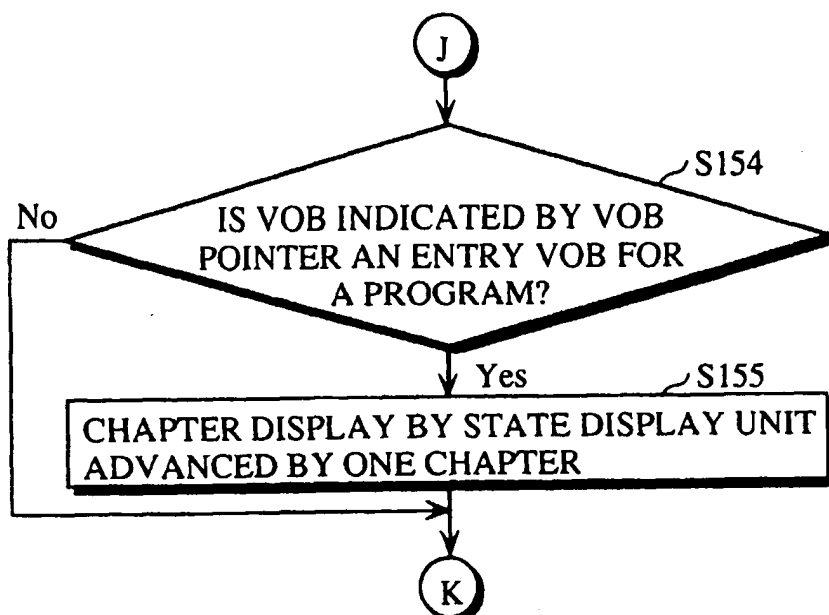 J
S154
No
IS VOB INDICATED BY VOB
POINTER AN ENTRY VOB FOR
A PROGRAM?
Yes
S155
CHAPTER DISPLAY BY STATE DISPLAY UNIT
ADVANCED BY ONE CHAPTER
K